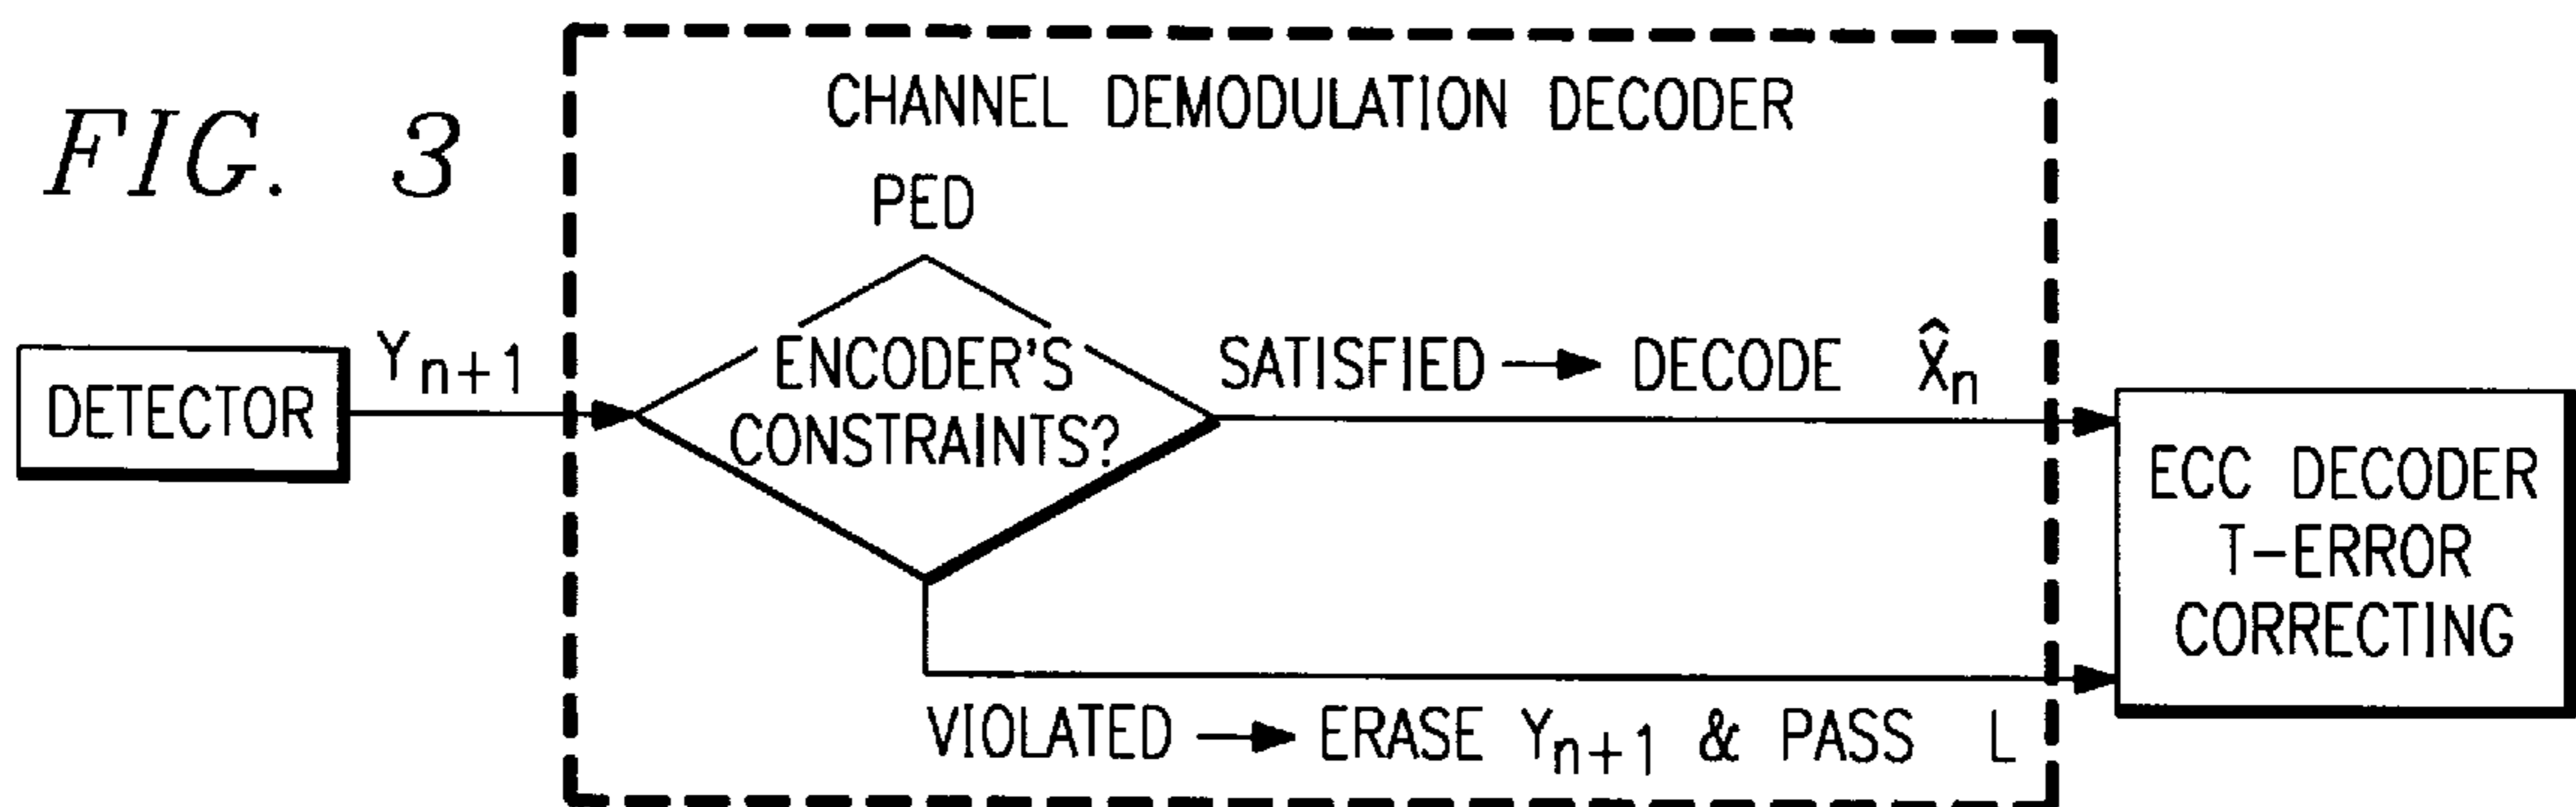 FIG. 3
CHANNEL DEMODULATION DECODER
PED
DETECTOR
Yn+1
ENCODER'S
CONSTRAINTS?
SATISFIED → DECODE X̂n
VIOLATED → ERASE Yn+1 & PASS L
ECC DECODER
T-ERROR
CORRECTING